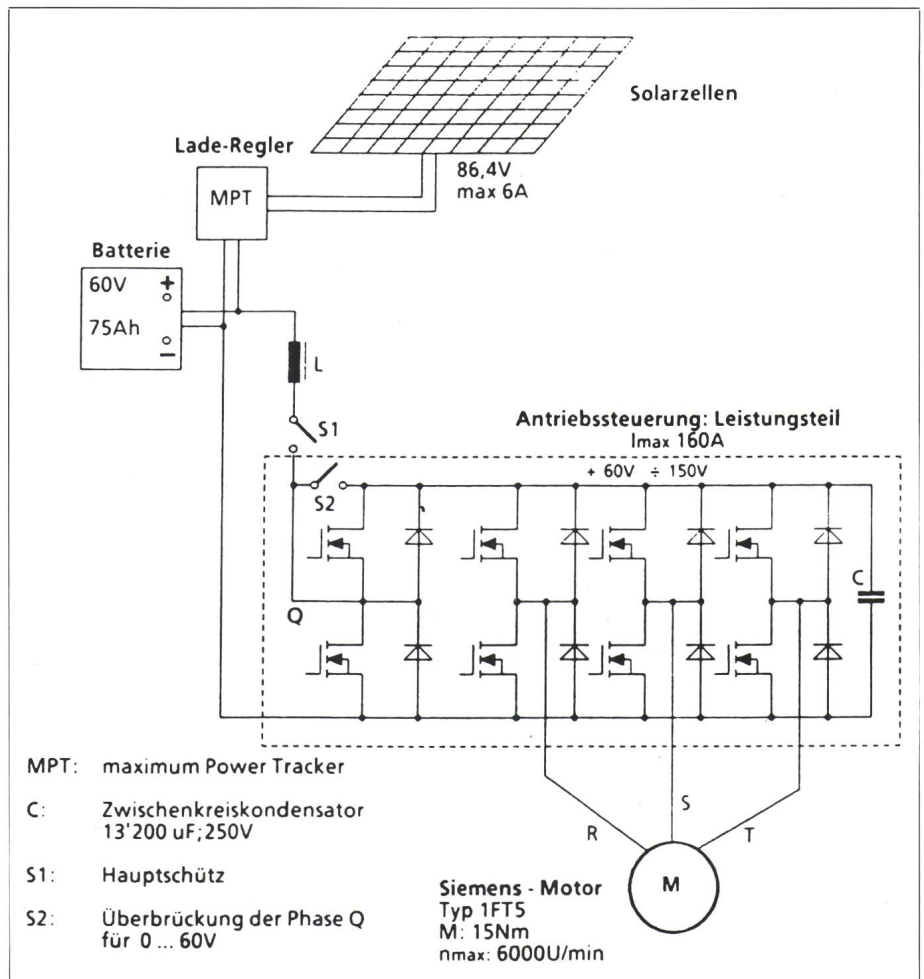 Solarzellen
86,4V
max 6A
Lade-Regler
MPT
Batterie
60V +
75Ah
–
L
S1
Antriebssteuerung: Leistungsteil
Imax 160A
+ 60V ÷ 150V
S2
C
Q
R
S
T
M
MPT: maximum Power Tracker
C: Zwischenkreiskondensator
13'200 uF;250V
S1: Hauptschütz
S2: Überbrückung der Phase Q
für 0 ... 60V
Siemens - Motor
Typ 1FT5
M: 15Nm
nmax: 6000U/min